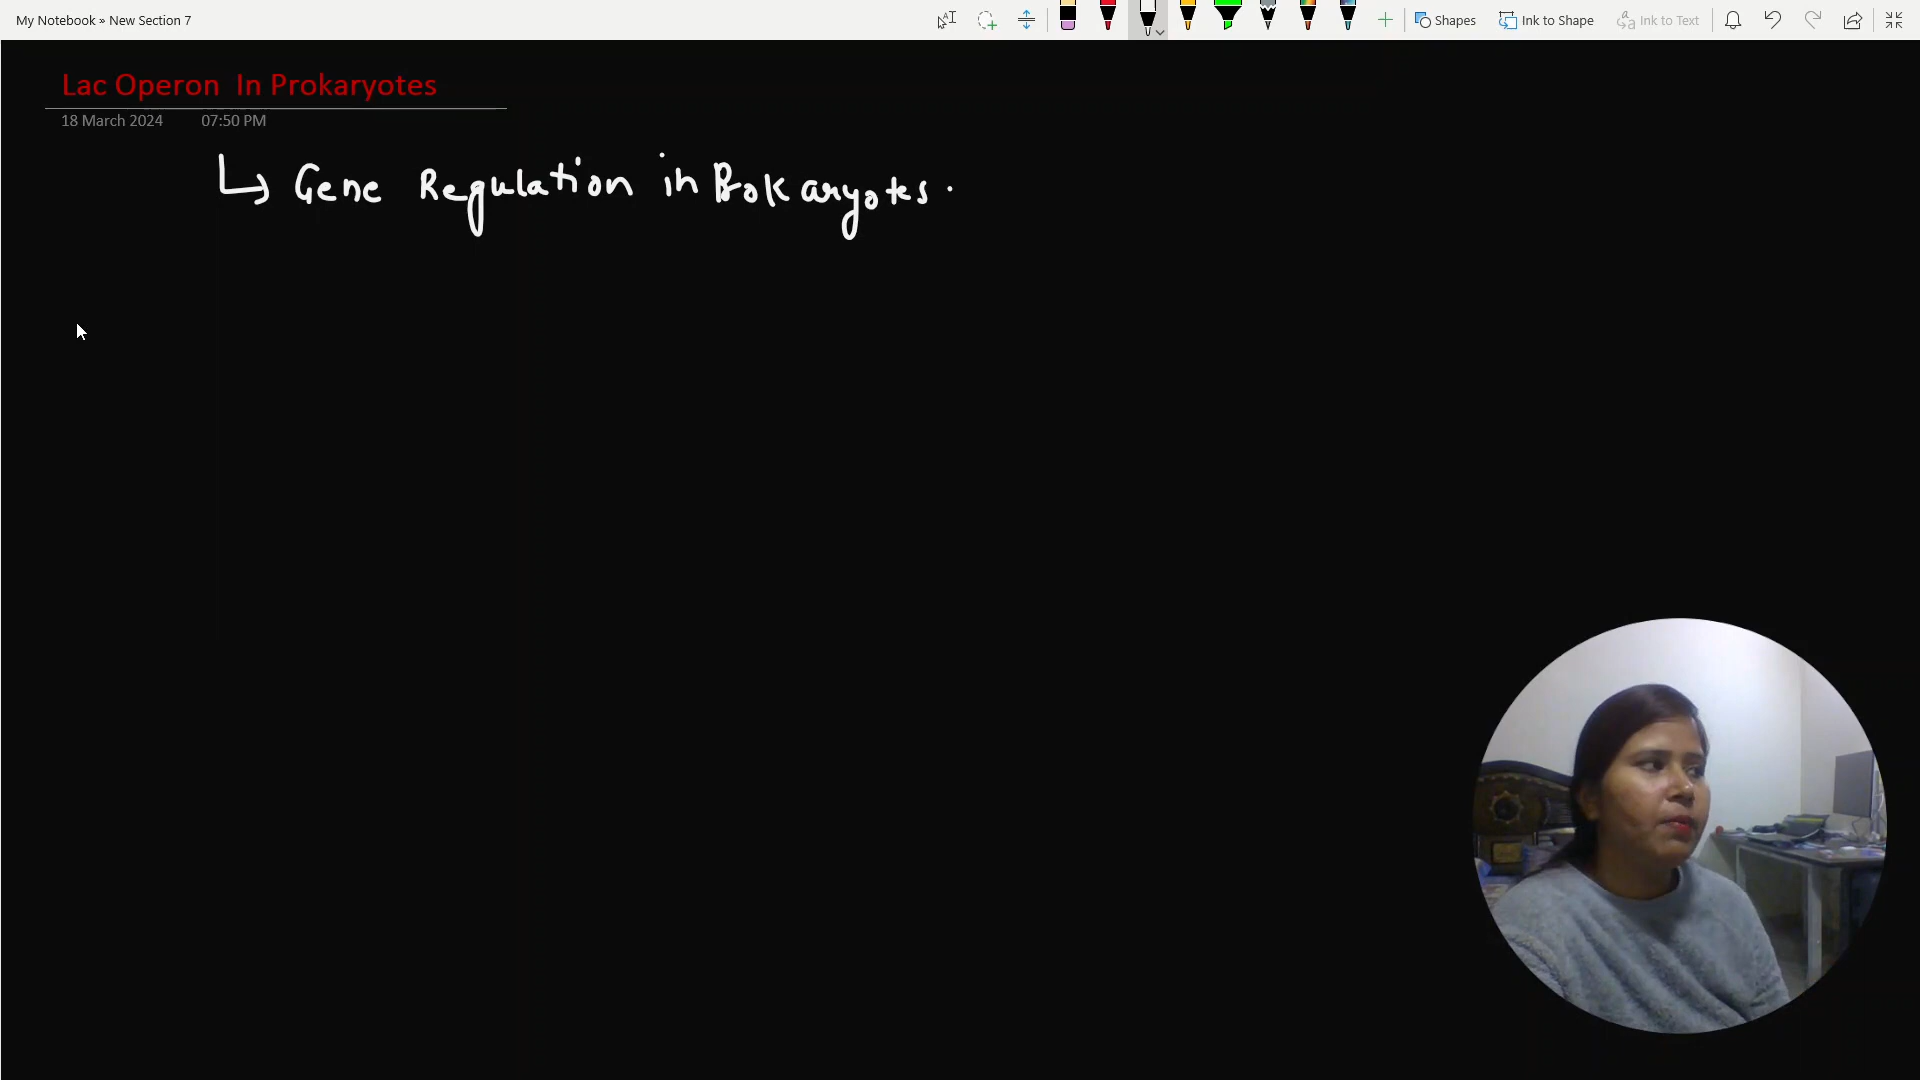 My Notebook » New Section 7
Shapes
Ink to Shape
Ink to Text
Lac Operon In Prokaryotes
18 March 2024 07:50 PM
↳ Gene Regulation in Prokaryotes.